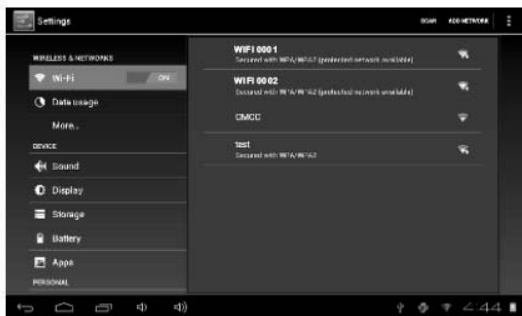 Settings
SCAN ADD NETWORK
WIRELESS & NETWORKS
Wi-Fi ON
Data usage
More..
DEVICE
Sound
Display
Storage
Battery
Apps
PERSONAL
WIFI 0001
Secured with WPA/WPA2 (protected network available)
WIFI 0002
Secured with WPA/WPA2 (protected network available)
CMCC
test
Secured with WPA/WPA2
2:44